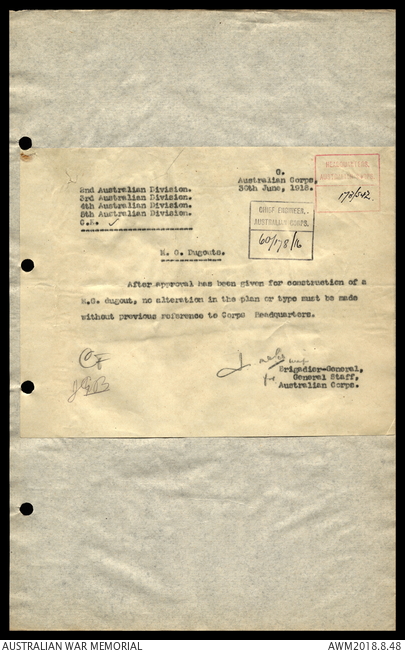 G.
Australian Corps,
30th June, 1918.
2nd Australian Division.
3rd Australian Division.
4th Australian Division.
5th Australian Division.
C.E.
CHIEF ENGINEER,
AUSTRALIAN CORPS.
60/178/16
M. G. Dugouts.
After approval has been given for construction of a
M.G. dugout, no alteration in the plan or type must be made
without previous reference to Corps Headquarters.
for
Brigadier-General,
General Staff,
Australian Corps.
AUSTRALIAN WAR MEMORIAL
AWM2018.8.48